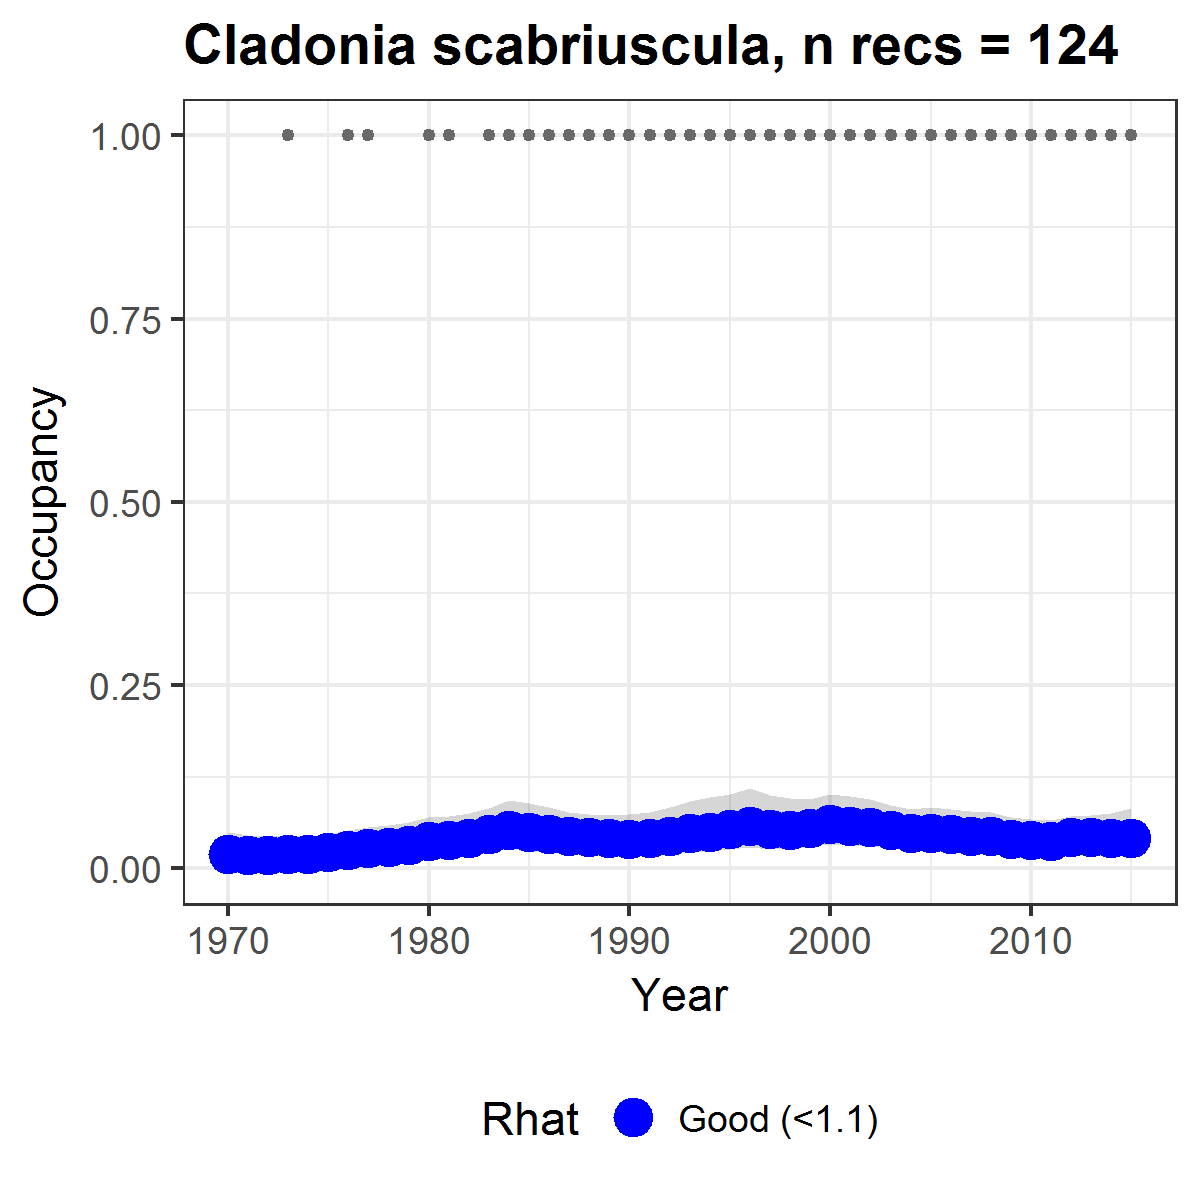 Cladonia scabriuscula, n recs = 124
1.00
0.75
0.50
0.25
0.00
Occupancy
1970 1980 1990 2000 2010
Year
Rhat Good (<1.1)